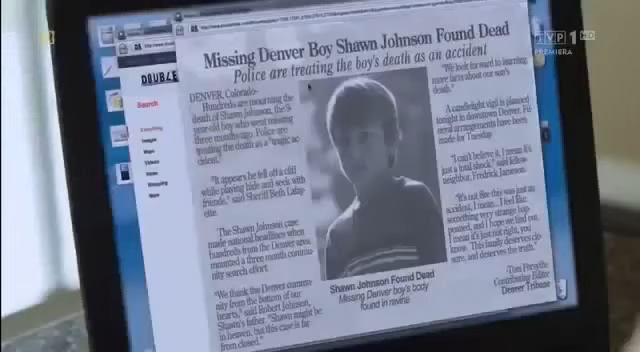 TVP1 HD
PREMIERA
DOUBLE
Search
Everything
Images
Maps
Videos
News
Shopping
More
Missing Denver Boy Shawn Johnson Found Dead
Police are treating the boy's death as an accident
DENVER, Colorado-
Hundreds are mourning the
death of Shawn Johnson, the 9
year old boy who went missing
three months ago. Police are
treating the death as a "tragic ac-
cident."
"It appears he fell off a cliff
while playing hide and seek with
friends," said Sheriff Beth Lafay-
ette.
The Shawn Johnson case
made national headlines when
hundreds from the Denver area
mounted a three month commu-
nity search effort.
"We thank the Denver commu-
nity from the bottom of our
hearts," said Robert Johnson,
Shawn's father. "Shawn might be
in heaven, but this case is far
from closed."
Shawn Johnson Found Dead
Missing Denver boy's body
found in ravine
"We look forward to learning
more facts about our son's
death."
A candlelight vigil is planned
tonight in downtown Denver. Fu-
neral arrangements have been
made for Tuesday.
"I can't believe it, I mean it's
just a total shock," said fellow
neighbor, Fredrick Jameson.
"It's not like this was just an
accident, I mean... I feel like
something very strange hap-
pened, and I hope we find out,
I mean it's just not right, you
know. This family deserves clo-
sure, and deserves the truth."
-Tom Forsythe
Contributing Editor
Denver Tribune